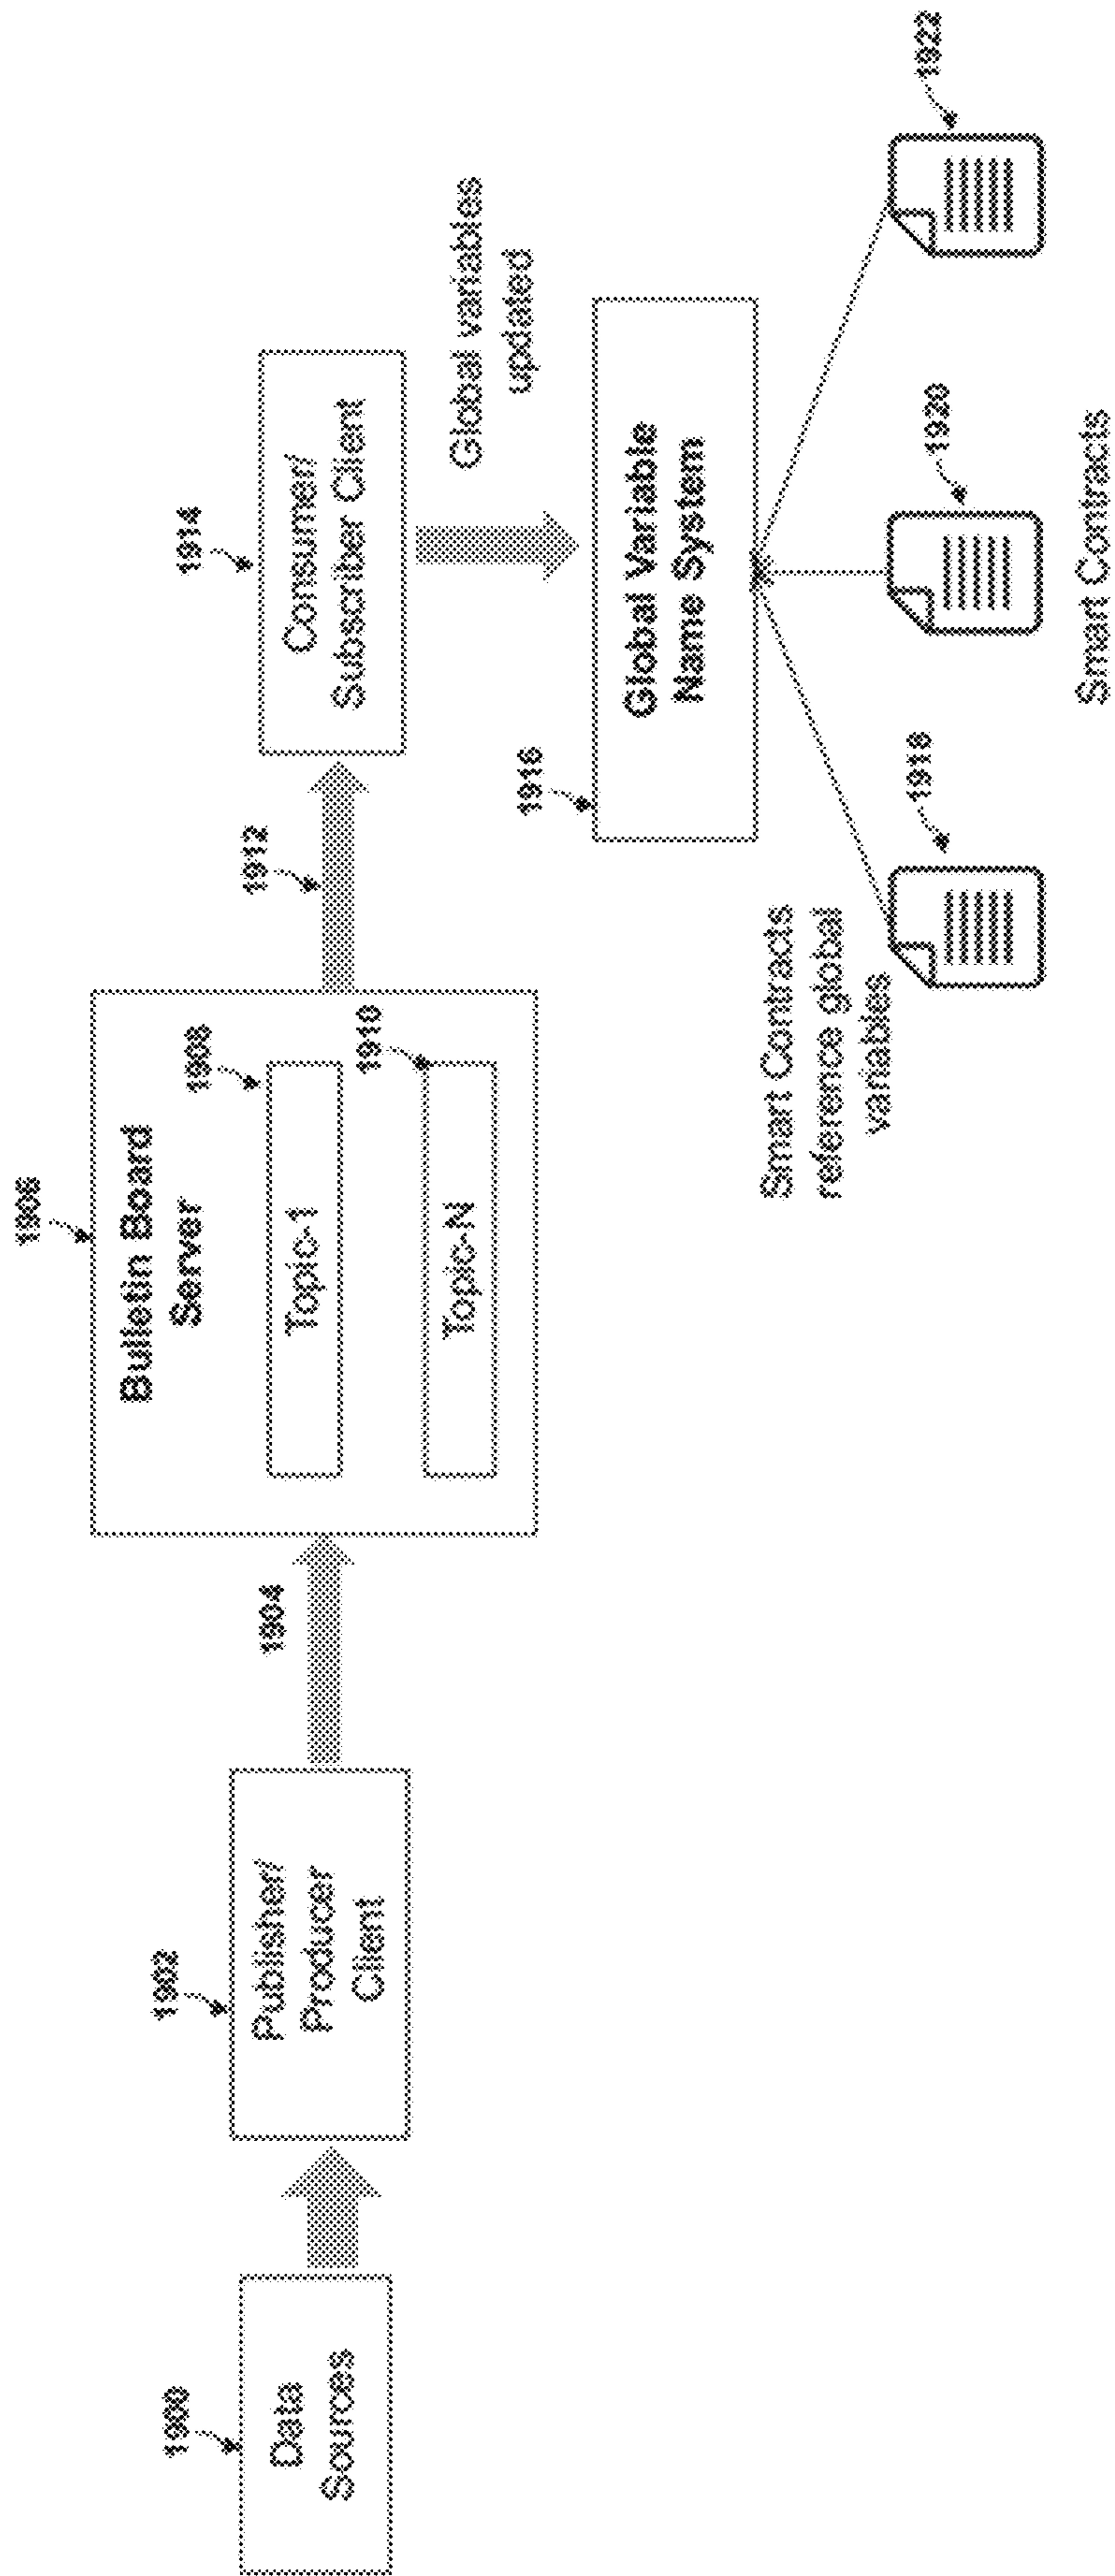 1900
Data
Sources
1902
Publisher/
Producer
Client
1904
1906
Bulletin Board
Server
1908
Topic-1
1910
Topic-N
1912
1914
Consumer/
Subscriber Client
Global variables
updated
1916
Global Variable
Name System
Smart Contracts
reference global
variables
1918
1920
1922
Smart Contracts